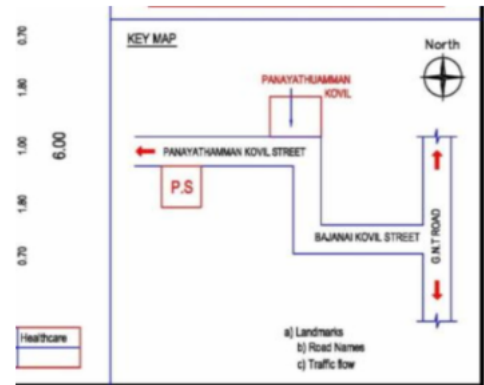 0.70
1.80
1.00
1.80
0.70
6.00
KEY MAP
North
PANAYATHUAMMAN
KOVIL
PANAYATHAMMAN KOVIL STREET
P.S
BAJANAI KOVIL STREET
G.N.T ROAD
a) Landmarks
b) Road Names
c) Traffic flow
Healthcare